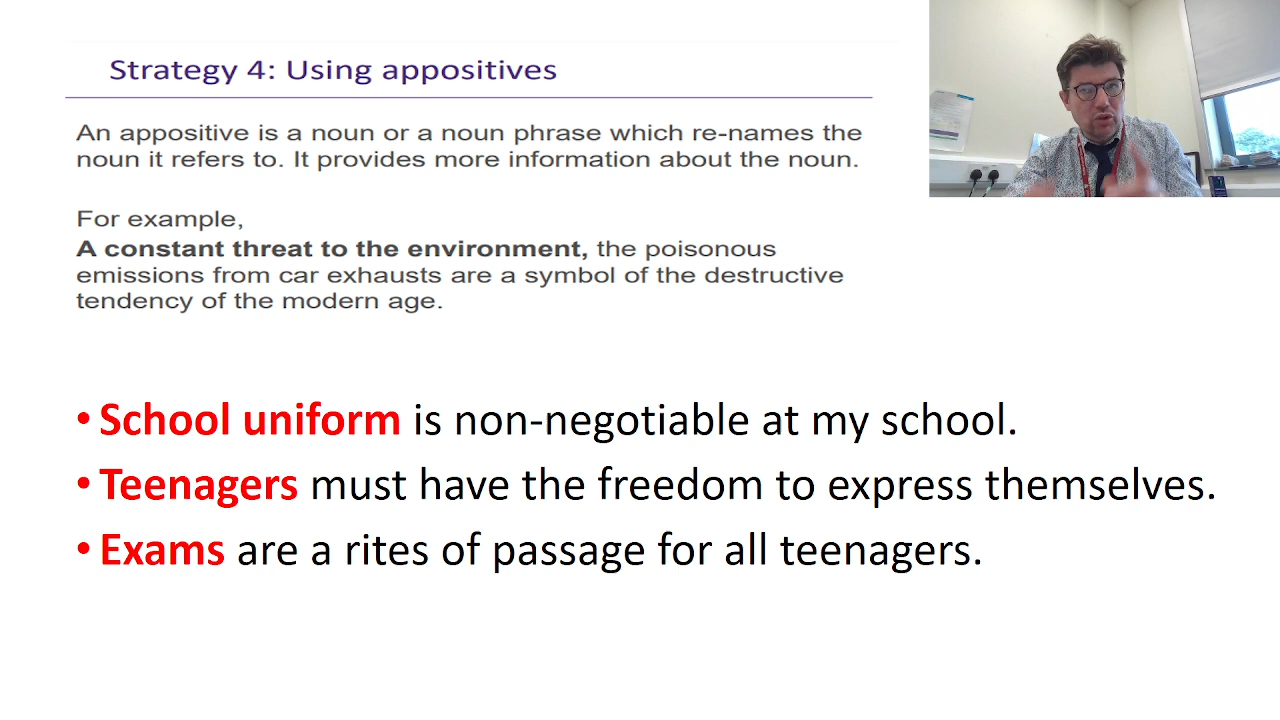 Strategy 4: Using appositives
An appositive is a noun or a noun phrase which re-names the
noun it refers to. It provides more information about the noun.
For example,
A constant threat to the environment, the poisonous
emissions from car exhausts are a symbol of the destructive
tendency of the modern age.
• School uniform is non-negotiable at my school.
• Teenagers must have the freedom to express themselves.
• Exams are a rites of passage for all teenagers.